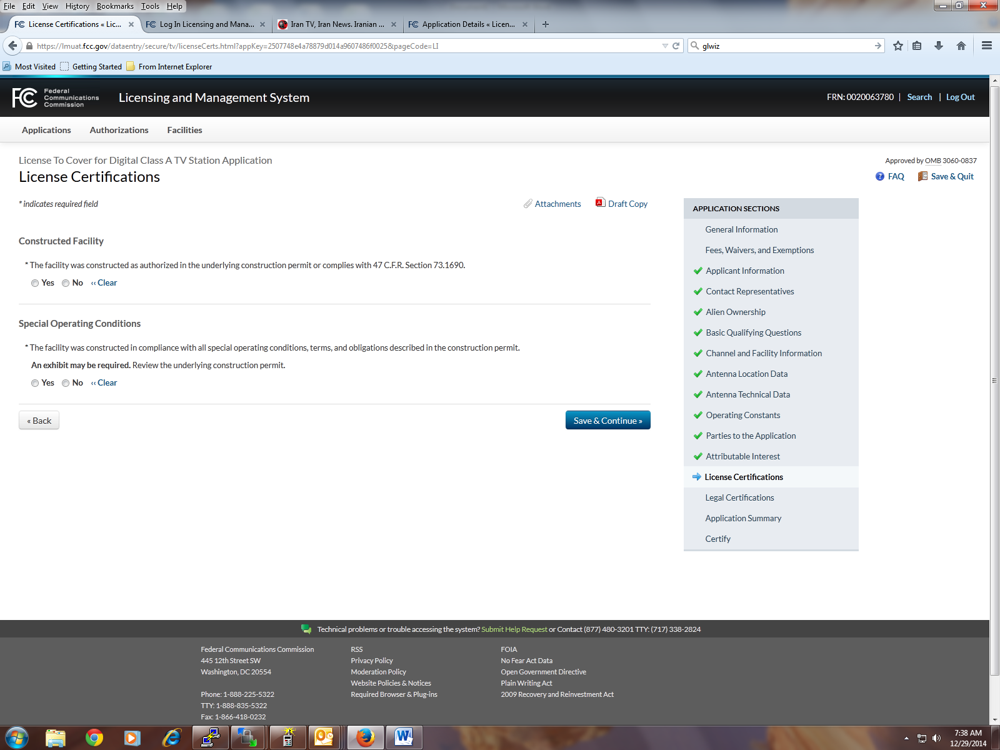 File Edit View History Bookmarks Tools Help
License Certifications « Lic... × Log In Licensing and Mana... × Iran TV, Iran News. Iranian ... × Application Details « Licen... × +
https://lmuat.fcc.gov/dataentry/secure/tv/licenseCerts.html?appKey=2507748e4a78879d014a9607486f0025&pageCode=LI
glwiz
Most Visited Getting Started From Internet Explorer
FC Federal Communications Commission
Licensing and Management System
FRN: 0020063780 | Search | Log Out
Applications Authorizations Facilities
License To Cover for Digital Class A TV Station Application
License Certifications
Approved by OMB 3060-0837
FAQ Save & Quit
* indicates required field
Attachments Draft Copy
Constructed Facility
* The facility was constructed as authorized in the underlying construction permit or complies with 47 C.F.R. Section 73.1690.
Yes No ‹‹ Clear
Special Operating Conditions
* The facility was constructed in compliance with all special operating conditions, terms, and obligations described in the construction permit.
An exhibit may be required. Review the underlying construction permit.
Yes No ‹‹ Clear
« Back
Save & Continue »
APPLICATION SECTIONS
General Information
Fees, Waivers, and Exemptions
Applicant Information
Contact Representatives
Alien Ownership
Basic Qualifying Questions
Channel and Facility Information
Antenna Location Data
Antenna Technical Data
Operating Constants
Parties to the Application
Attributable Interest
License Certifications
Legal Certifications
Application Summary
Certify
Technical problems or trouble accessing the system? Submit Help Request or Contact (877) 480-3201 TTY: (717) 338-2824
Federal Communications Commission
445 12th Street SW
Washington, DC 20554
Phone: 1-888-225-5322
TTY: 1-888-835-5322
Fax: 1-866-418-0232
RSS
Privacy Policy
Moderation Policy
Website Policies & Notices
Required Browser & Plug-ins
FOIA
No Fear Act Data
Open Government Directive
Plain Writing Act
2009 Recovery and Reinvestment Act
7:38 AM
12/29/2014